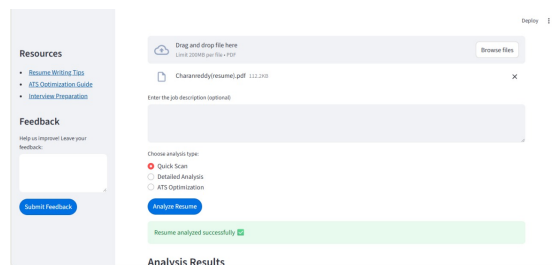 Deploy
Resources
Resume Writing Tips
ATS Optimization Guide
Interview Preparation
Feedback
Help us improve! Leave your
feedback:
Submit Feedback
Drag and drop file here
Limit 200MB per file • PDF
Browse files
Charanreddy(resume).pdf 112.2KB
Enter the job description (optional)
Choose analysis type:
Quick Scan
Detailed Analysis
ATS Optimization
Analyze Resume
Resume analyzed successfully ✅
Analysis Results